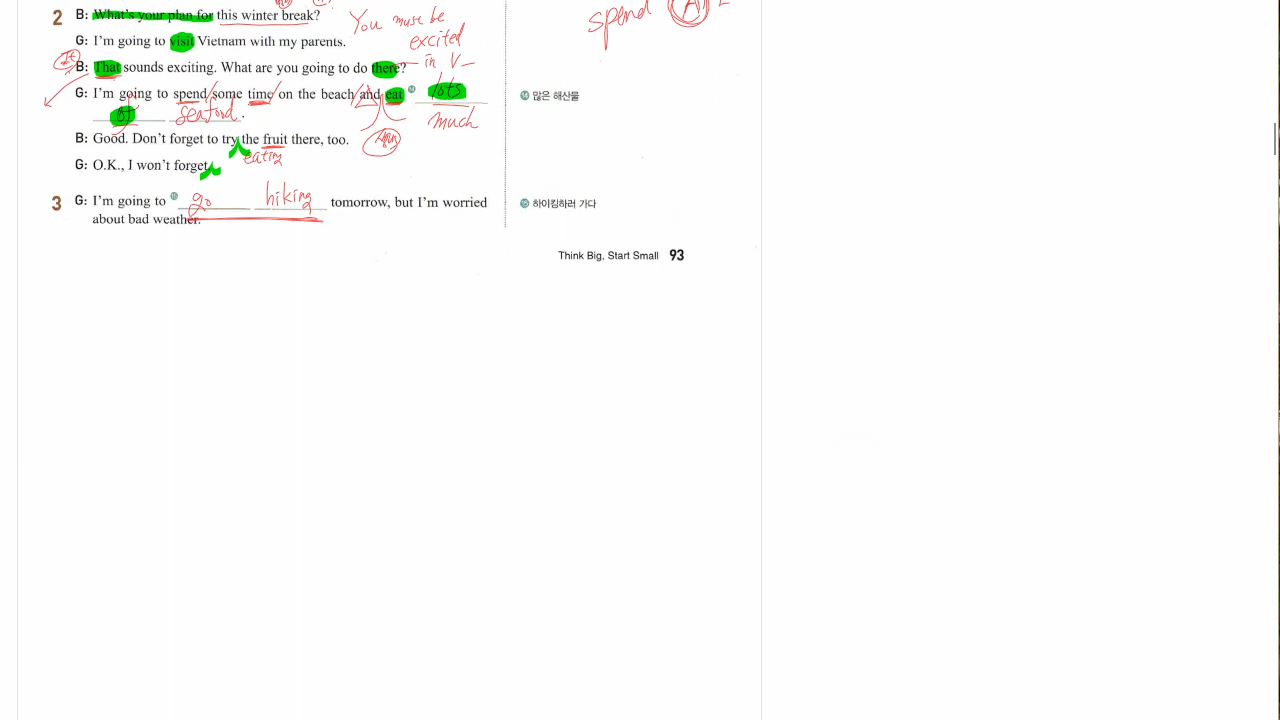 spend A
2 B: What's your plan for this winter break?
You must be
excited
G: I'm going to visit Vietnam with my parents.
It
B: That sounds exciting. What are you going to do there?
in V
G: I'm going to spend some time on the beach and eat ⑭ lots
⑭ 많은 해산물
of seafood.
much
B: Good. Don't forget to try the fruit there, too.
eating
G: O.K., I won't forget.
3 G: I'm going to ⑮ go hiking tomorrow, but I'm worried
⑮ 하이킹하러 가다
about bad weather.
Think Big, Start Small 93